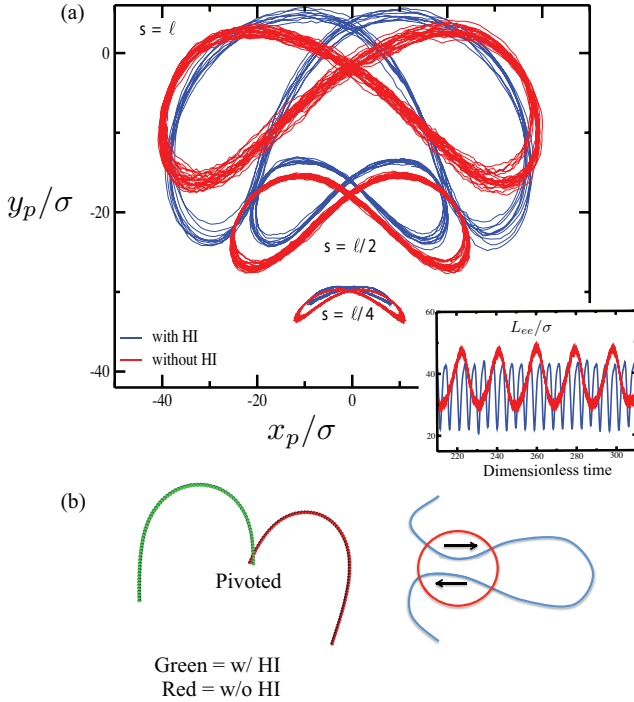 (a)
s = ℓ
0
y_p/σ
-20
s = ℓ/2
s = ℓ/4
with HI
without HI
-40
-40
-20
0
x_p/σ
60
L_ee/σ
40
20
220
240
260
280
300
Dimensionless time
(b)
Pivoted
Green = w/ HI
Red = w/o HI